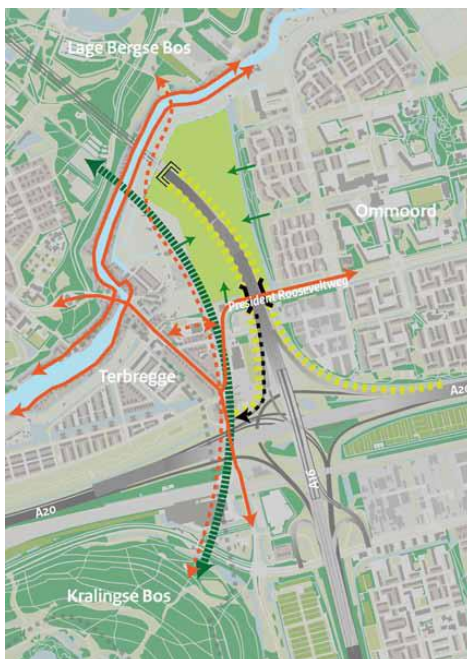 Lage Bergse Bos
Ommoord
President Rooseveltweg
Terbregge
A20
A16
A20
Kralingse Bos